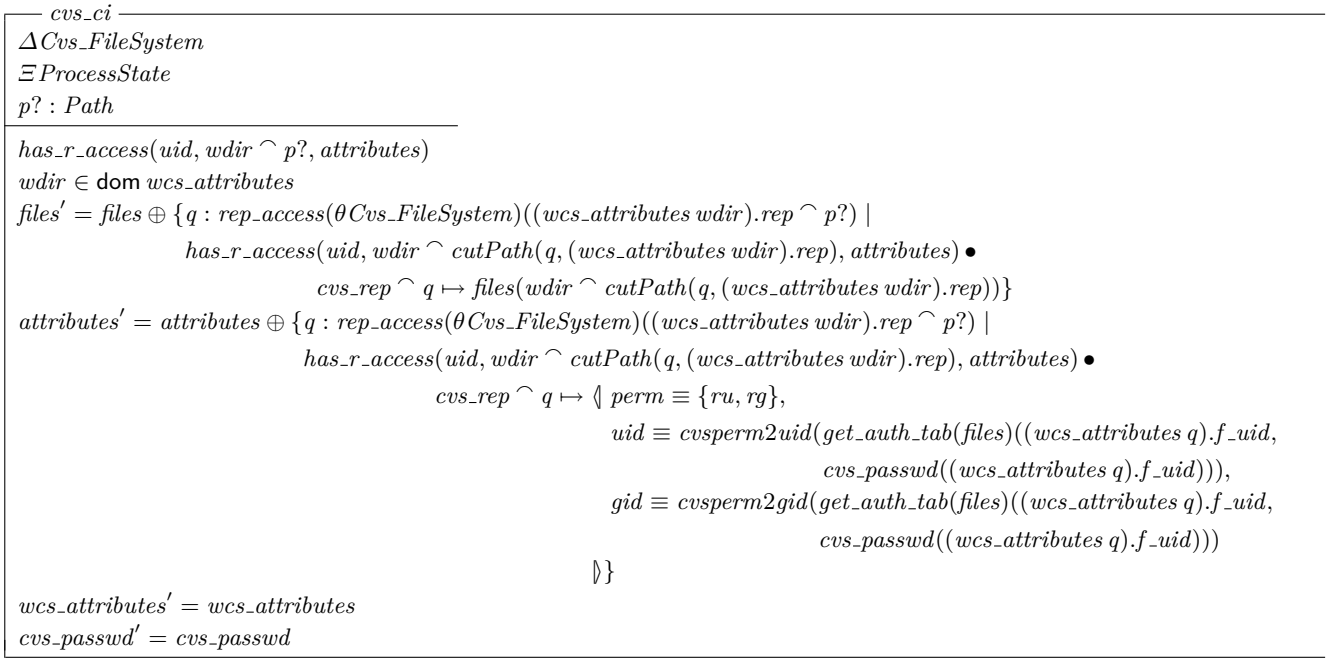 cvs_ci
ΔCvs_FileSystem
ΞProcessState
p? : Path
has_r_access(uid, wdir ⌢ p?, attributes)
wdir ∈ dom wcs_attributes
files′ = files ⊕ {q : rep_access(θCvs_FileSystem)((wcs_attributes wdir).rep ⌢ p?) |
has_r_access(uid, wdir ⌢ cutPath(q, (wcs_attributes wdir).rep), attributes) •
cvs_rep ⌢ q ↦ files(wdir ⌢ cutPath(q, (wcs_attributes wdir).rep))}
attributes′ = attributes ⊕ {q : rep_access(θCvs_FileSystem)((wcs_attributes wdir).rep ⌢ p?) |
has_r_access(uid, wdir ⌢ cutPath(q, (wcs_attributes wdir).rep), attributes) •
cvs_rep ⌢ q ↦ ⦉ perm ≡ {ru, rg},
uid ≡ cvsperm2uid(get_auth_tab(files)((wcs_attributes q).f_uid,
cvs_passwd((wcs_attributes q).f_uid))),
gid ≡ cvsperm2gid(get_auth_tab(files)((wcs_attributes q).f_uid,
cvs_passwd((wcs_attributes q).f_uid)))
⦊}
wcs_attributes′ = wcs_attributes
cvs_passwd′ = cvs_passwd